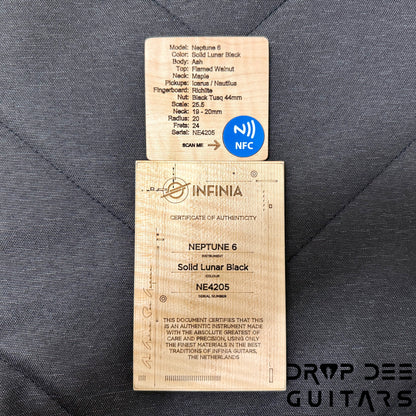 Model: Neptune 6
Color: Solid Lunar Black
Body: Ash
Top: Flamed Walnut
Neck: Maple
Pickups: Icarus / Nautilus
Fingerboard: Richlite
Nut: Black Tusq 44mm
Scale: 25.5
Neck: 19 - 20mm
Radius: 20
Frets: 24
Serial: NE4205
SCAN ME
NFC
INFINIA
CERTIFICATE OF AUTHENTICITY
NEPTUNE 6
INSTRUMENT
Solid Lunar Black
COLOUR
NE4205
SERIAL NUMBER
THIS DOCUMENT CERTIFIES THAT THIS
IS AN AUTHENTIC INSTRUMENT MADE
WITH THE ABSOLUTE GREATEST OF
CARE AND PRECISION, USING ONLY
THE FINEST MATERIALS IN THE BEST
TRADITIONS OF INFINIA GUITARS,
THE NETHERLANDS
DROP DEE
GUITARS